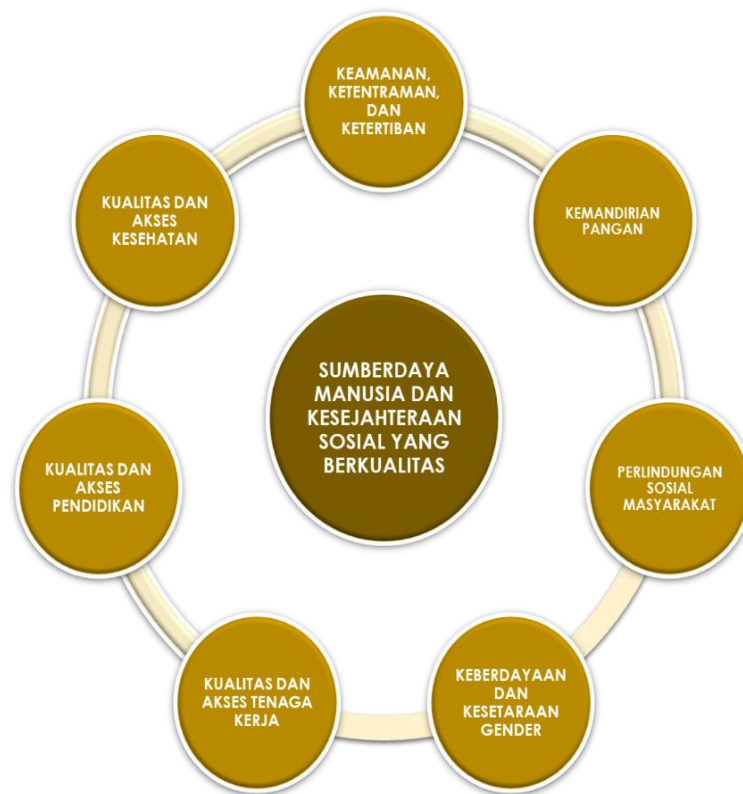 KEAMANAN,
KETENTRAMAN,
DAN
KETERTIBAN
KEMANDIRIAN
PANGAN
PERLINDUNGAN
SOSIAL
MASYARAKAT
KEBERDAYAAN
DAN
KESETARAAN
GENDER
KUALITAS DAN
AKSES TENAGA
KERJA
KUALITAS DAN
AKSES
PENDIDIKAN
KUALITAS DAN
AKSES
KESEHATAN
SUMBERDAYA
MANUSIA DAN
KESEJAHTERAAN
SOSIAL YANG
BERKUALITAS